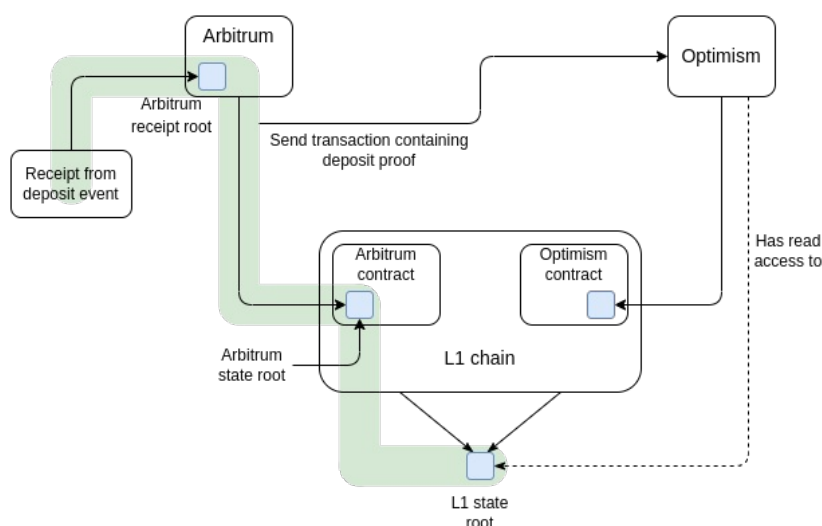 Arbitrum
Optimism
Arbitrum
receipt root
Send transaction containing
deposit proof
Receipt from
deposit event
Has read
access to
Arbitrum
contract
Optimism
contract
Arbitrum
state root
L1 chain
L1 state
root